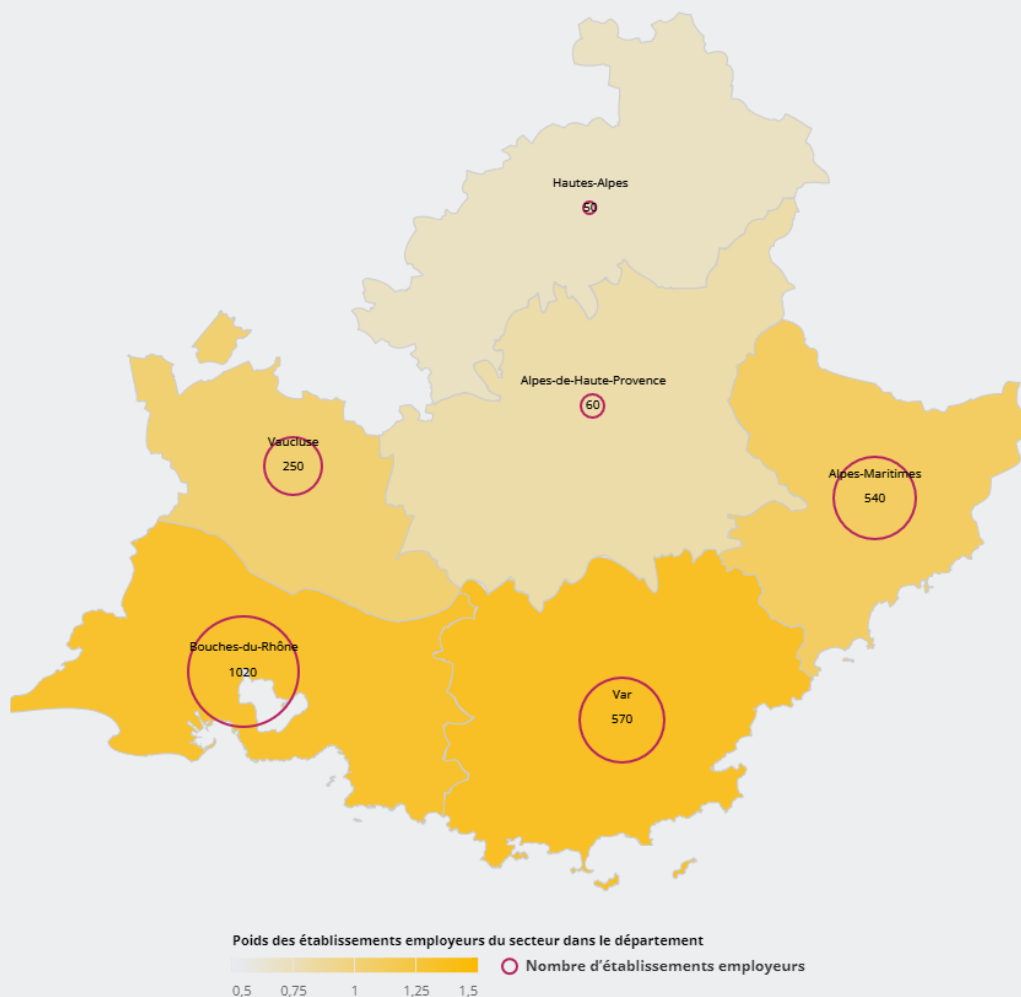 Hautes-Alpes
50
Alpes-de-Haute-Provence
60
Vaucluse
250
Alpes-Maritimes
540
Bouches-du-Rhône
1020
Var
570
Poids des établissements employeurs du secteur dans le département
0,5 0,75 1 1,25 1,5
Nombre d'établissements employeurs